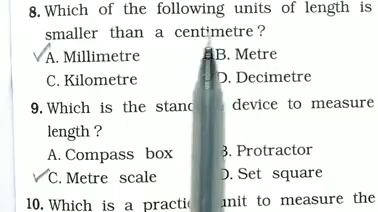 8. Which of the following units of length is
smaller than a centimetre ?
A. Millimetre B. Metre
C. Kilometre D. Decimetre
9. Which is the device to measure
length ?
A. Compass box B. Protractor
C. Metre scale D. Set square
10. Which is a unit to measure the